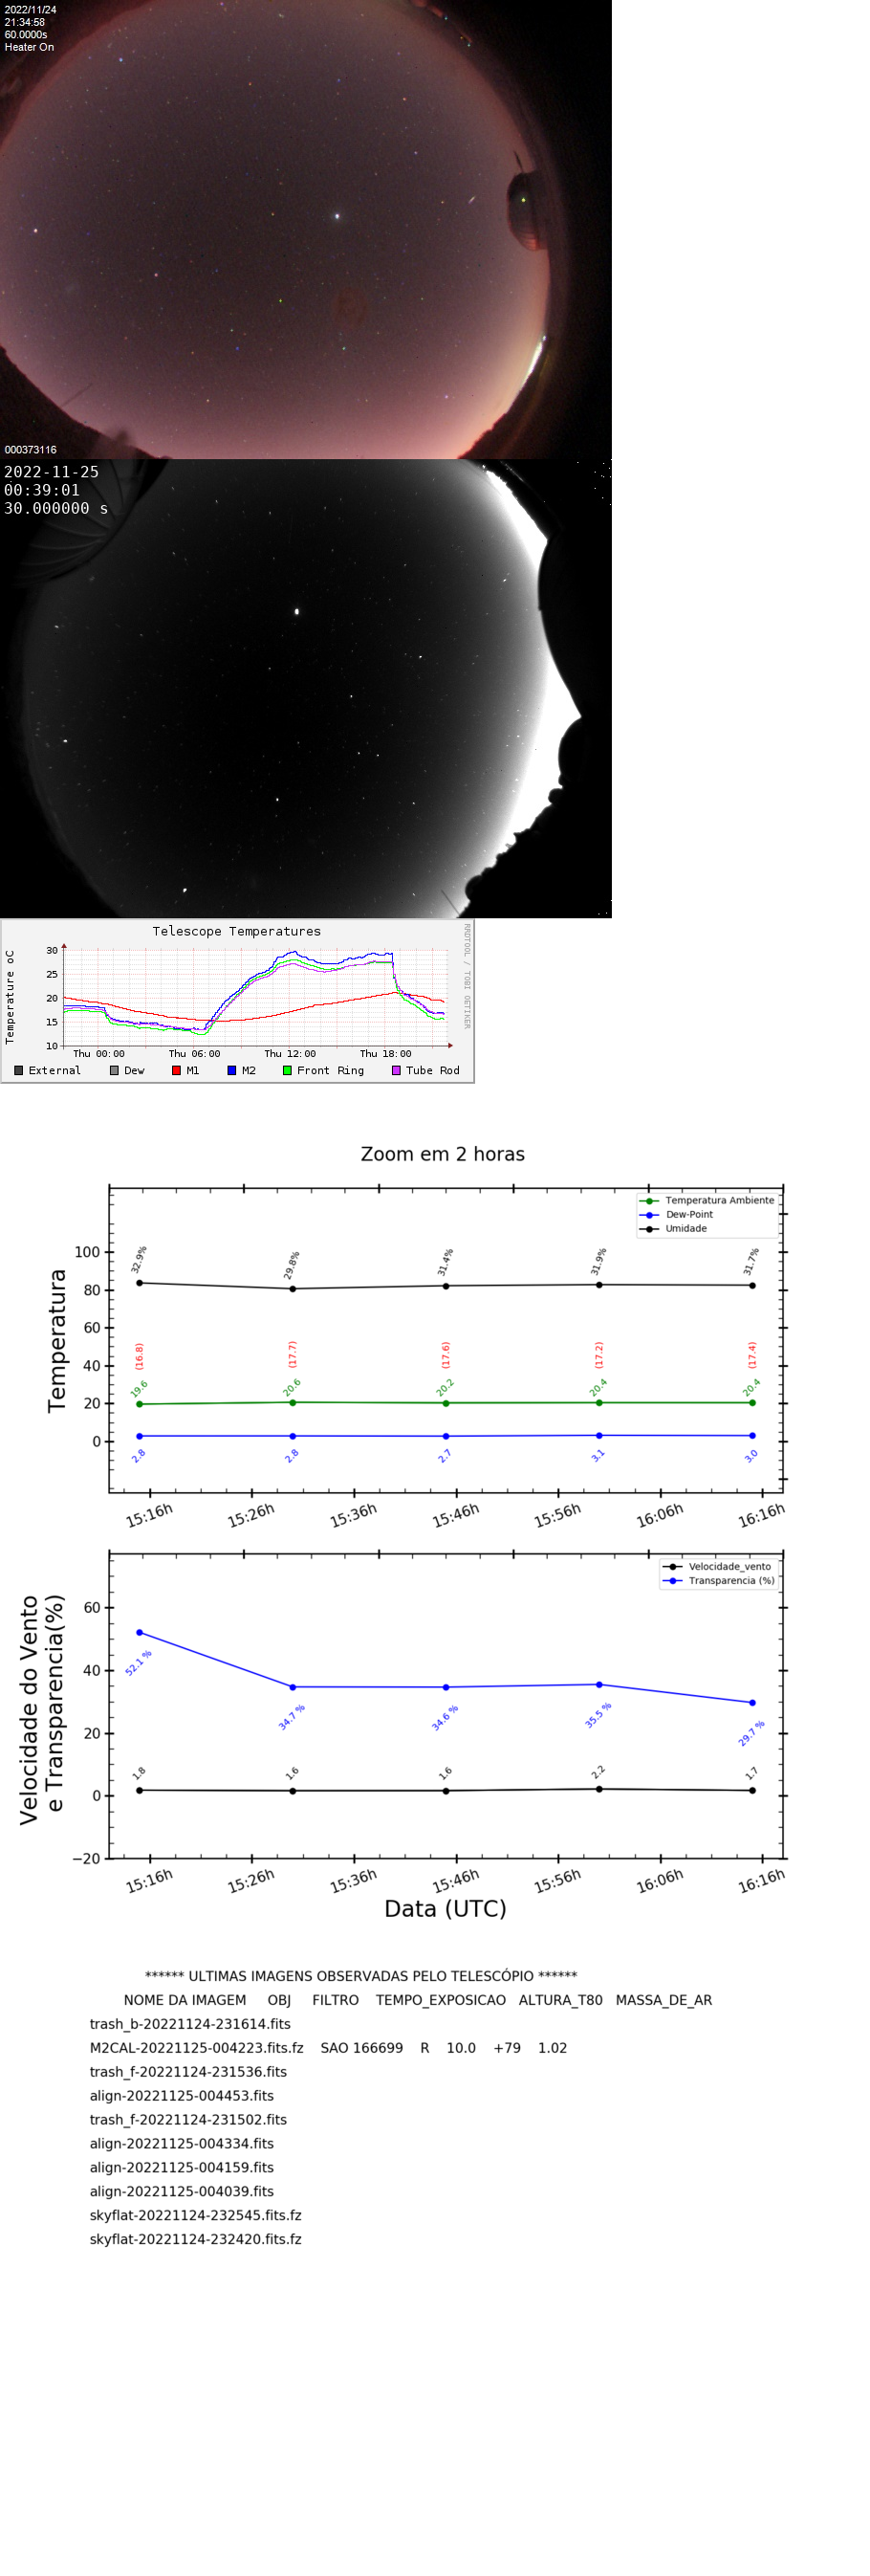 2022/11/24
21:34:58
60.0000s
Heater On
000373116
2022-11-25
00:39:01
30.000000 s
Telescope Temperatures
RRDTOOL / TOBI OETIKER
Temperature oC
30
25
20
15
10
Thu 00:00 Thu 06:00 Thu 12:00 Thu 18:00
External Dew M1 M2 Front Ring Tube Rod
Zoom em 2 horas
Temperatura Ambiente
Dew-Point
Umidade
Temperatura
100
80
60
40
20
0
32.9% 29.8% 31.4% 31.9% 31.7%
(16.8) (17.7) (17.6) (17.2) (17.4)
19.6 20.6 20.2 20.4 20.4
2.8 2.8 2.7 3.1 3.0
15:16h 15:26h 15:36h 15:46h 15:56h 16:06h 16:16h
Velocidade_vento
Transparencia (%)
Velocidade do Vento
e Transparencia(%)
60
40
20
0
−20
52.1 % 34.7 % 34.6 % 35.5 % 29.7 %
1.8 1.6 1.6 2.2 1.7
15:16h 15:26h 15:36h 15:46h 15:56h 16:06h 16:16h
Data (UTC)
****** ULTIMAS IMAGENS OBSERVADAS PELO TELESCÓPIO ******
NOME DA IMAGEM OBJ FILTRO TEMPO_EXPOSICAO ALTURA_T80 MASSA_DE_AR
trash_b-20221124-231614.fits
M2CAL-20221125-004223.fits.fz SAO 166699 R 10.0 +79 1.02
trash_f-20221124-231536.fits
align-20221125-004453.fits
trash_f-20221124-231502.fits
align-20221125-004334.fits
align-20221125-004159.fits
align-20221125-004039.fits
skyflat-20221124-232545.fits.fz
skyflat-20221124-232420.fits.fz